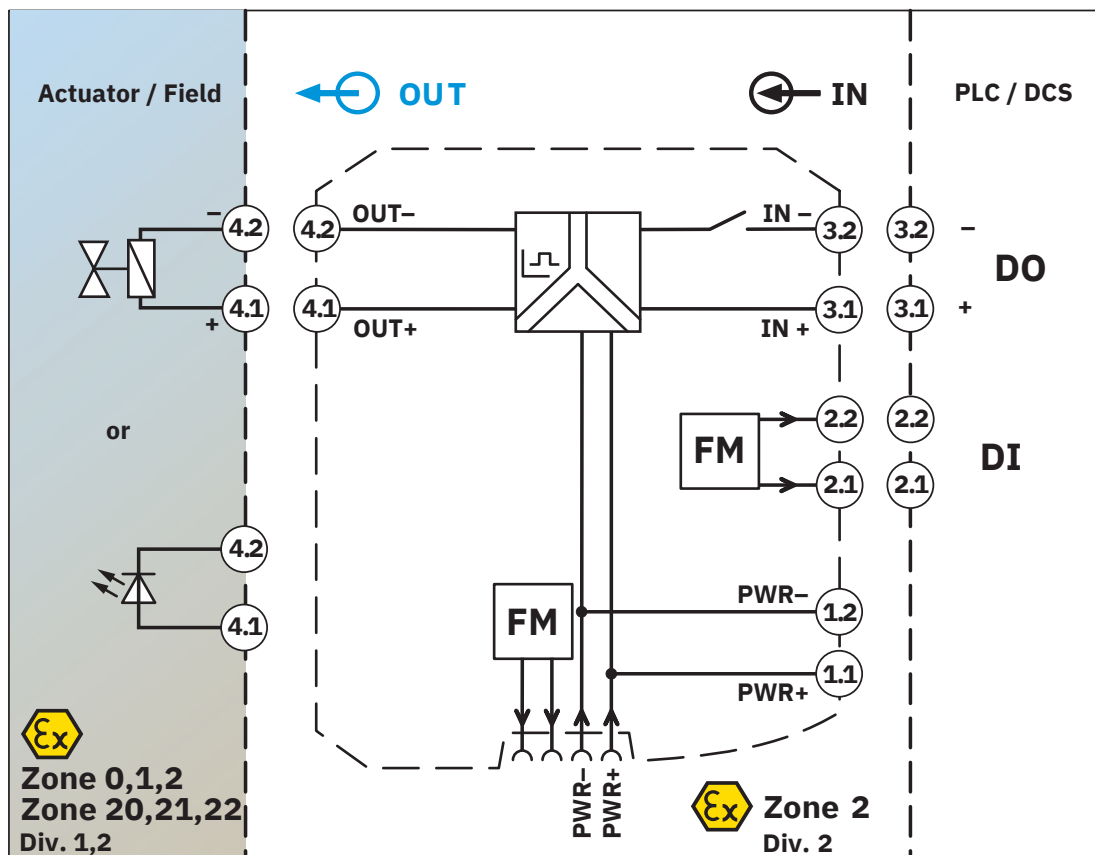 Actuator / Field
OUT
IN
PLC / DCS
– 4.2 4.2 OUT– IN – 3.2 3.2 –
DO
4.1 4.1 3.1 3.1
+ OUT+ IN + +
or
2.2 2.2
FM
DI
2.1 2.1
4.2
PWR– 1.2
FM
4.1
1.1
PWR+
PWR–
PWR+
Ex
Zone 0,1,2
Zone 20,21,22
Div. 1,2
Ex Zone 2
Div. 2